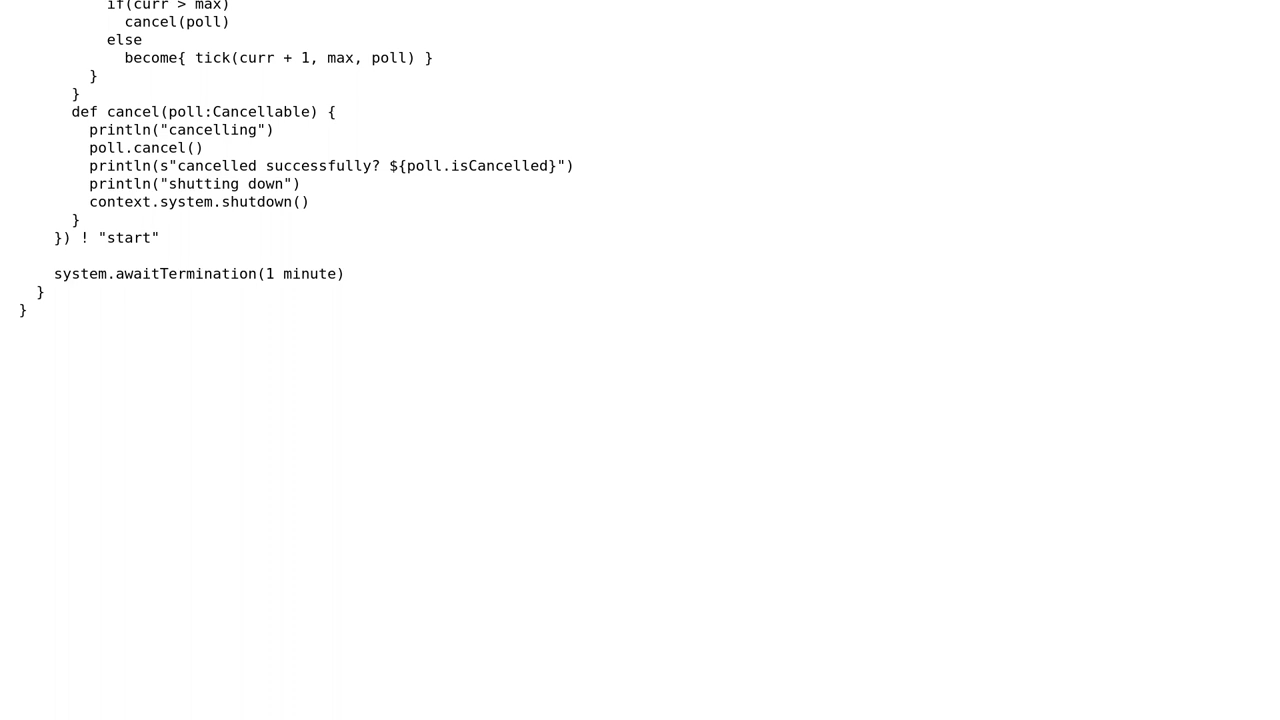 if(curr > max)
            cancel(poll)
          else
            become{ tick(curr + 1, max, poll) }
        }
      }
      def cancel(poll:Cancellable) {
        println("cancelling")
        poll.cancel()
        println(s"cancelled successfully? ${poll.isCancelled}")
        println("shutting down")
        context.system.shutdown()
      }
    }) ! "start"

    system.awaitTermination(1 minute)
  }
}